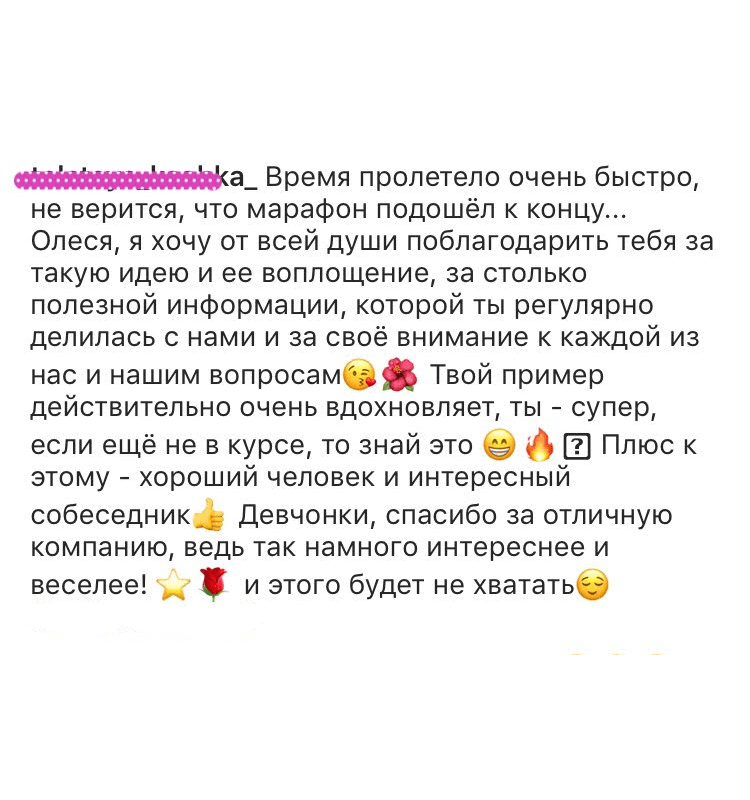 ka_ Время пролетело очень быстро,
не верится, что марафон подошёл к концу...
Олеся, я хочу от всей души поблагодарить тебя за
такую идею и ее воплощение, за столько
полезной информации, которой ты регулярно
делилась с нами и за своё внимание к каждой из
нас и нашим вопросам😘🌺 Твой пример
действительно очень вдохновляет, ты - супер,
если ещё не в курсе, то знай это 😁🔥⍰ Плюс к
этому - хороший человек и интересный
собеседник👍 Девчонки, спасибо за отличную
компанию, ведь так намного интереснее и
веселее! ⭐🌹 и этого будет не хватать😌